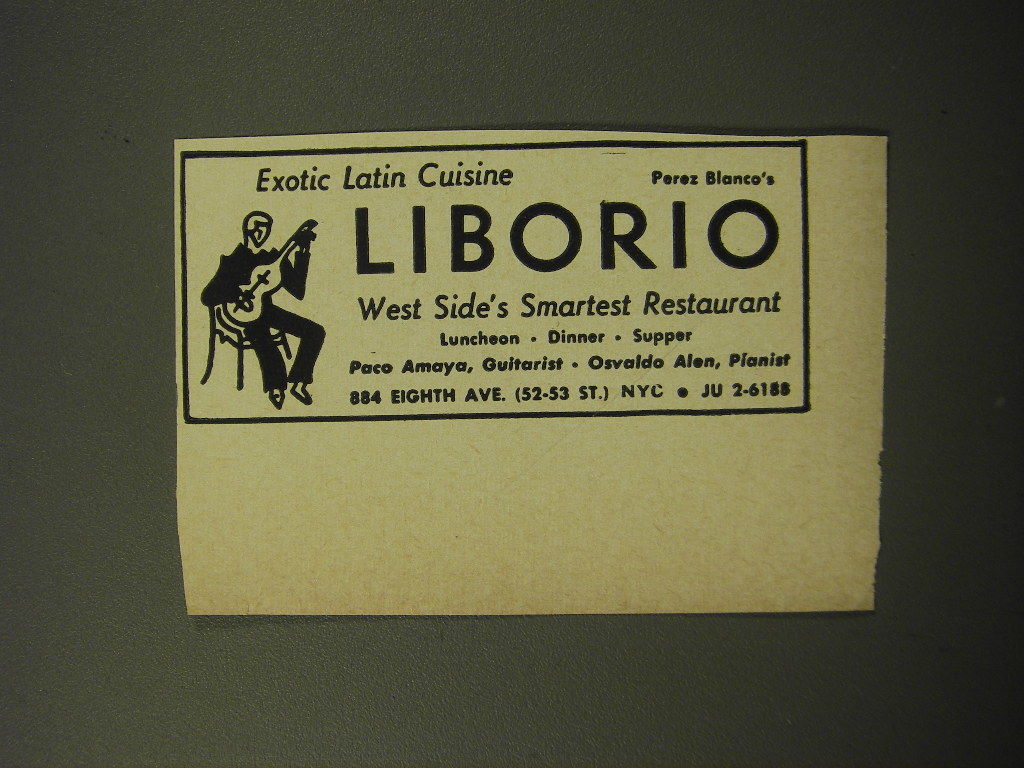 Exotic Latin Cuisine
Perez Blanco's
LIBORIO
West Side's Smartest Restaurant
Luncheon • Dinner • Supper
Paco Amaya, Guitarist • Osvaldo Alen, Pianist
884 EIGHTH AVE. (52-53 ST.) NYC • JU 2-6188